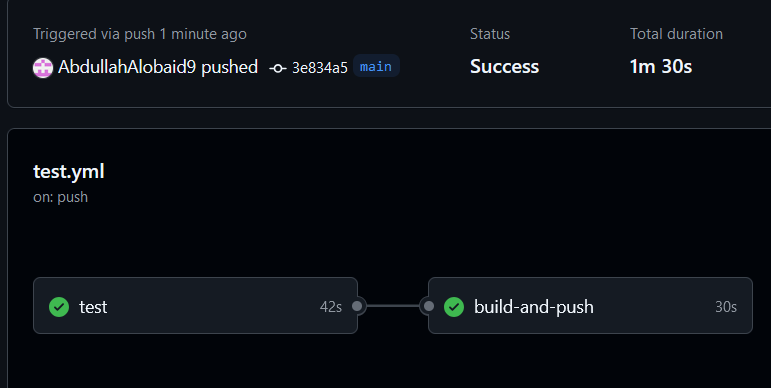 Triggered via push 1 minute ago
AbdullahAlobaid9 pushed 3e834a5 main
Status
Success
Total duration
1m 30s
test.yml
on: push
test 42s
build-and-push 30s